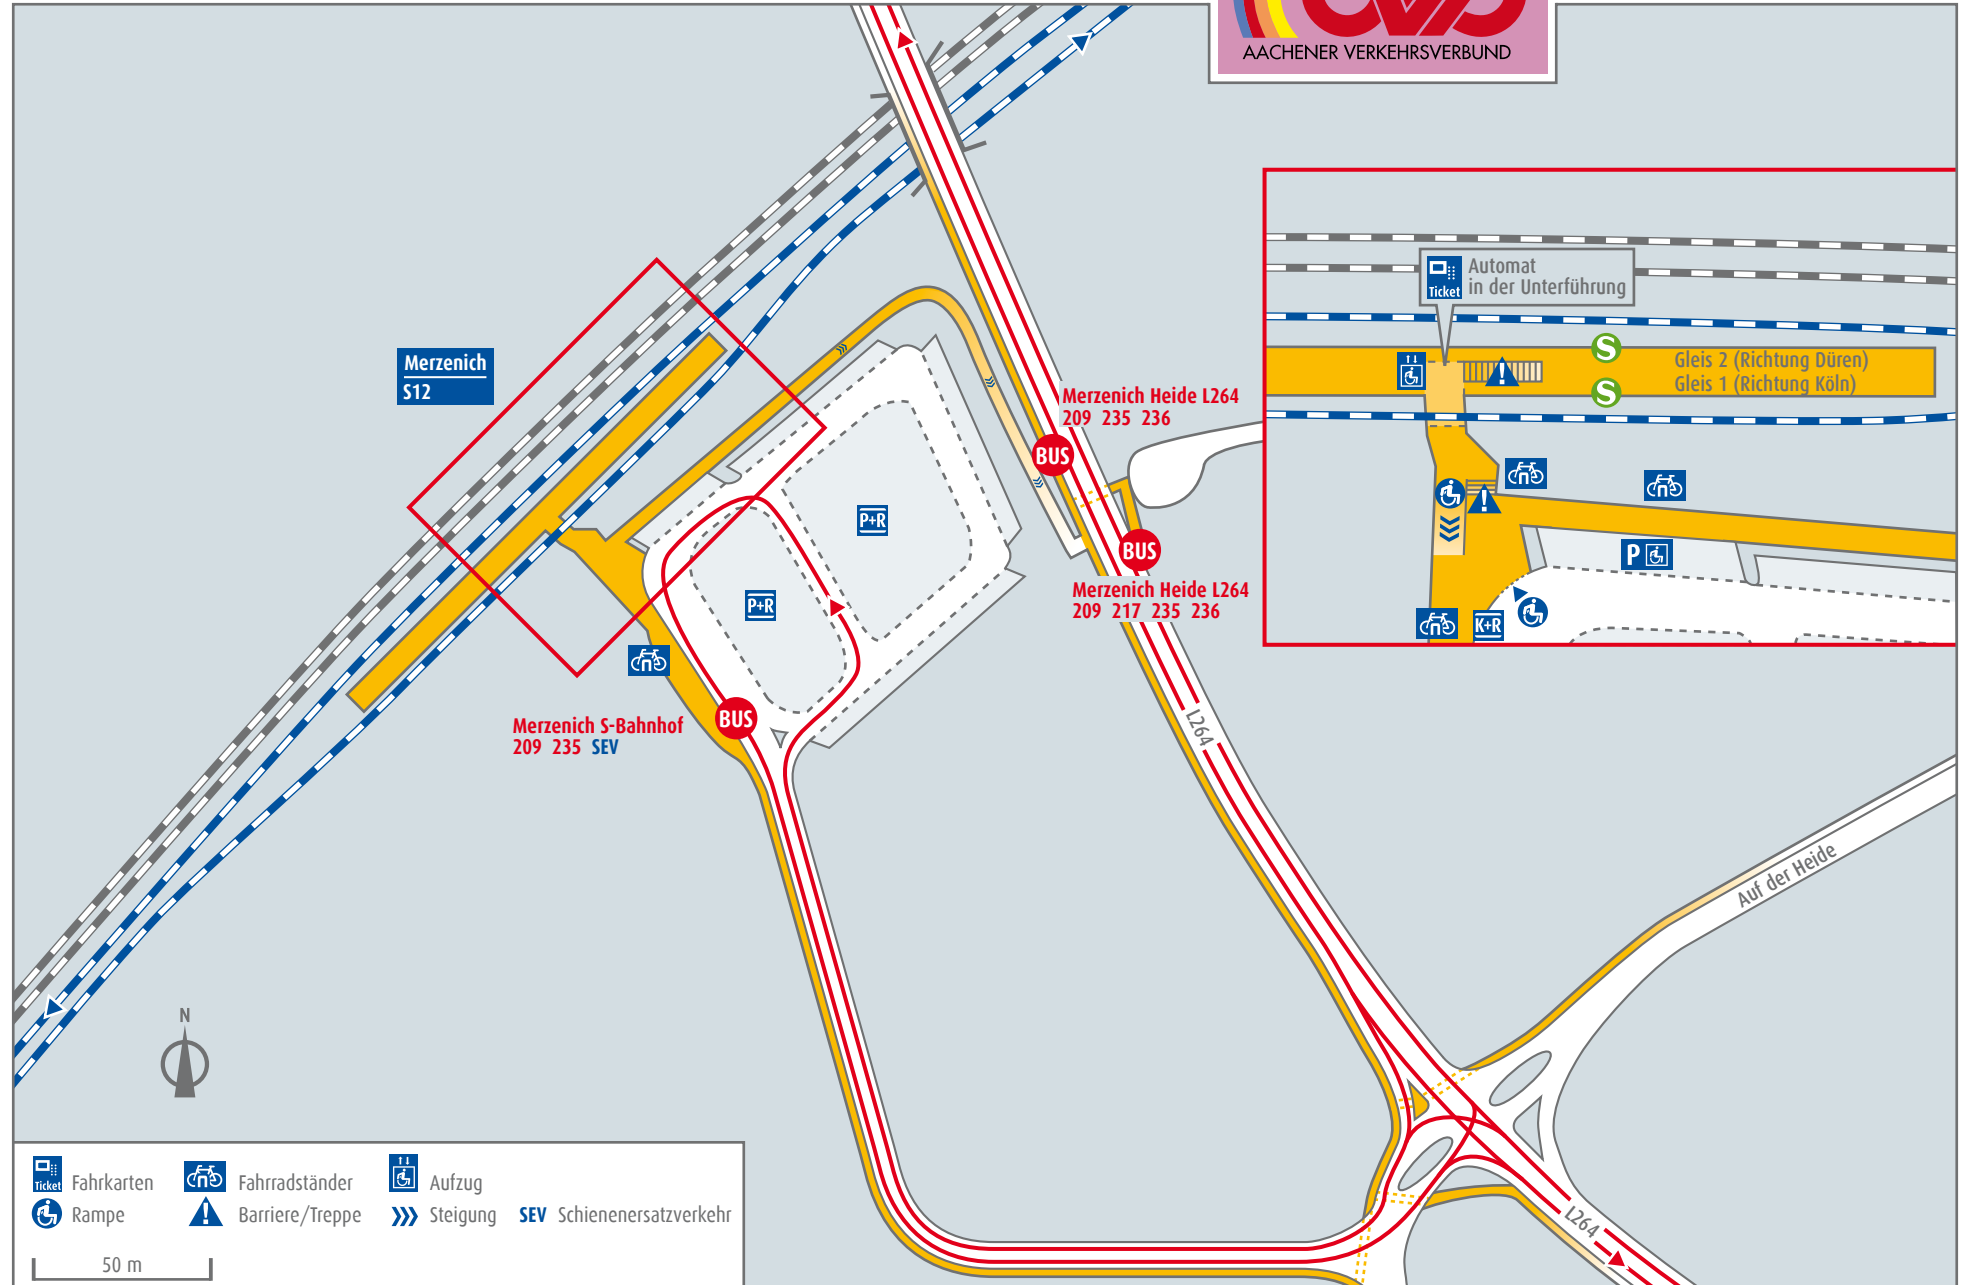 AACHENER VERKEHRSVERBUND
Automat
in der Unterführung
Ticket
Gleis 2 (Richtung Düren)
Gleis 1 (Richtung Köln)
S
S
P
K+R
Merzenich
S12
Merzenich Heide L264
209 235 236
BUS
BUS
Merzenich Heide L264
209 217 235 236
P+R
P+R
BUS
Merzenich S-Bahnhof
209 235 SEV
L264
Auf der Heide
L264
N
Ticket
Fahrkarten
Fahrradständer
Aufzug
Rampe
Barriere/Treppe
Steigung
SEV Schienenersatzverkehr
50 m